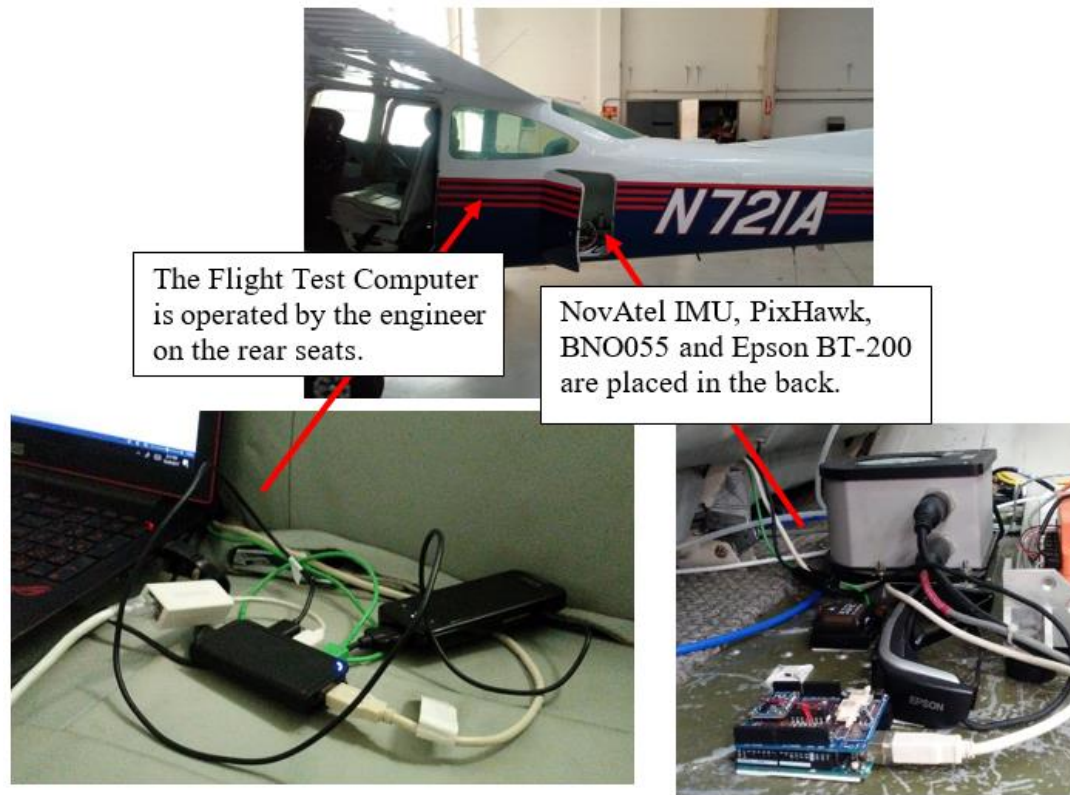 N721A
The Flight Test Computer
is operated by the engineer
on the rear seats.
NovAtel IMU, PixHawk,
BNO055 and Epson BT-200
are placed in the back.
EPSON